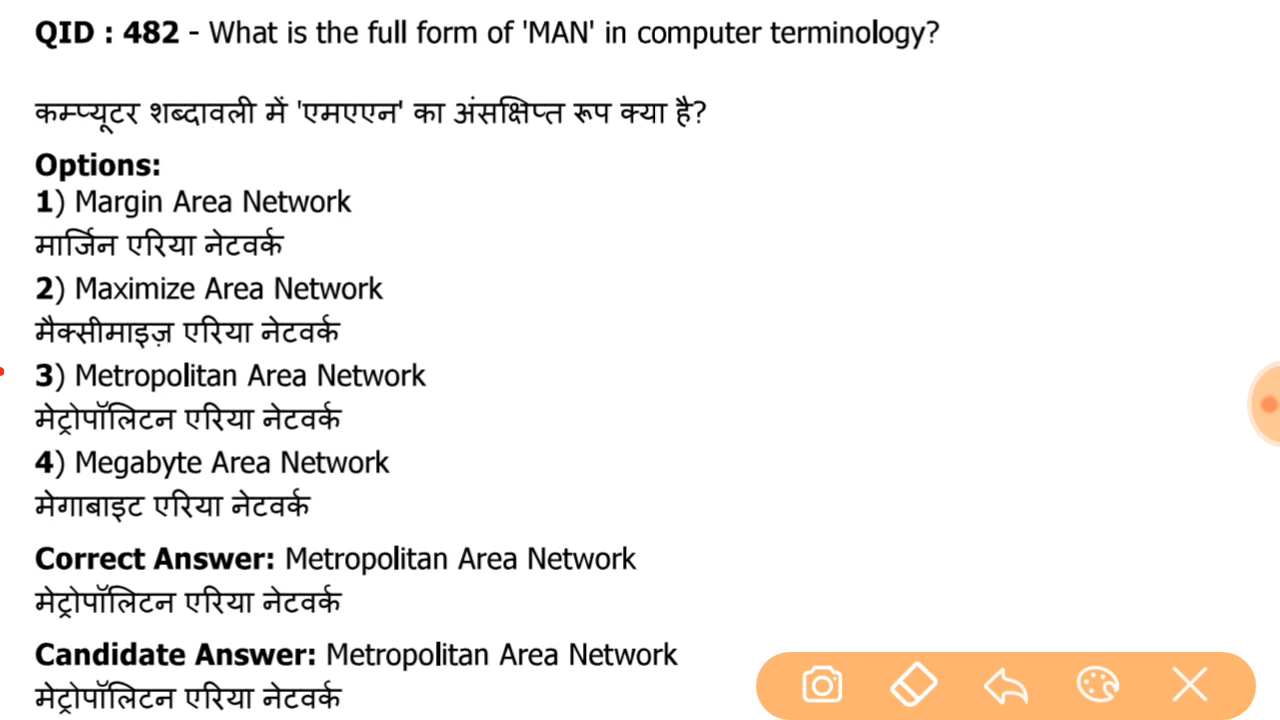 QID : 482 - What is the full form of 'MAN' in computer terminology?
कम्प्यूटर शब्दावली में 'एमएएन' का अंसक्षिप्त रूप क्या है?
Options:
1) Margin Area Network
मार्जिन एरिया नेटवर्क
2) Maximize Area Network
मैक्सीमाइज़ एरिया नेटवर्क
3) Metropolitan Area Network
मेट्रोपॉलिटन एरिया नेटवर्क
4) Megabyte Area Network
मेगाबाइट एरिया नेटवर्क
Correct Answer: Metropolitan Area Network
मेट्रोपॉलिटन एरिया नेटवर्क
Candidate Answer: Metropolitan Area Network
मेट्रोपॉलिटन एरिया नेटवर्क